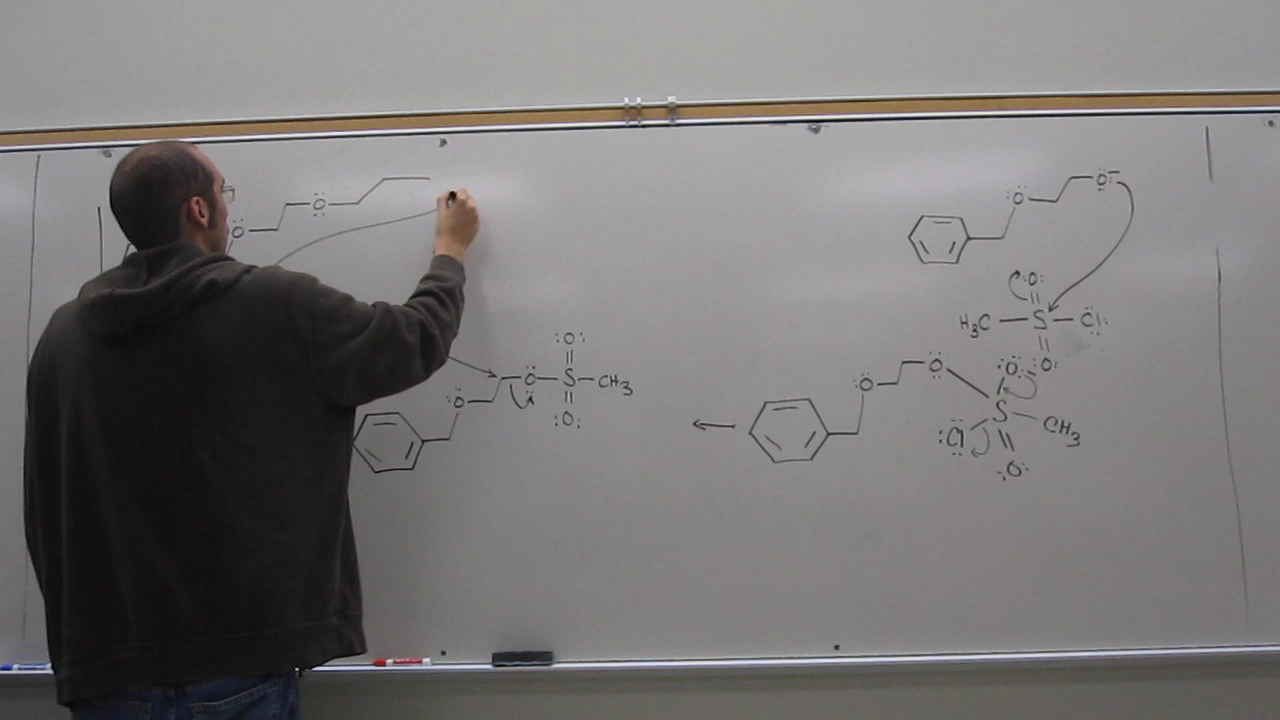 Ö Ö
:O:
S
CH3
Ö
:O:
Ö
Ö Ö
:O:
H3C S Cl:
:O:
Ö Ö
:O:
S
:Cl CH3
:O: